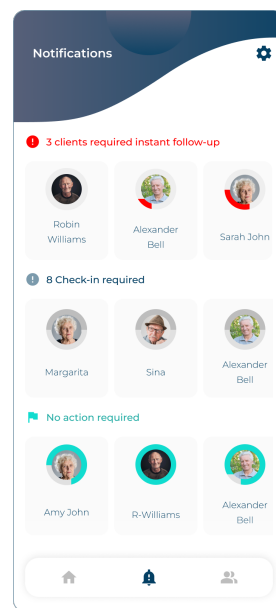 Notifications
3 clients required instant follow-up
Robin
Williams
Alexander
Bell
Sarah John
8 Check-in required
Margarita
Sina
Alexander
Bell
No action required
Amy John
R-Williams
Alexander
Bell